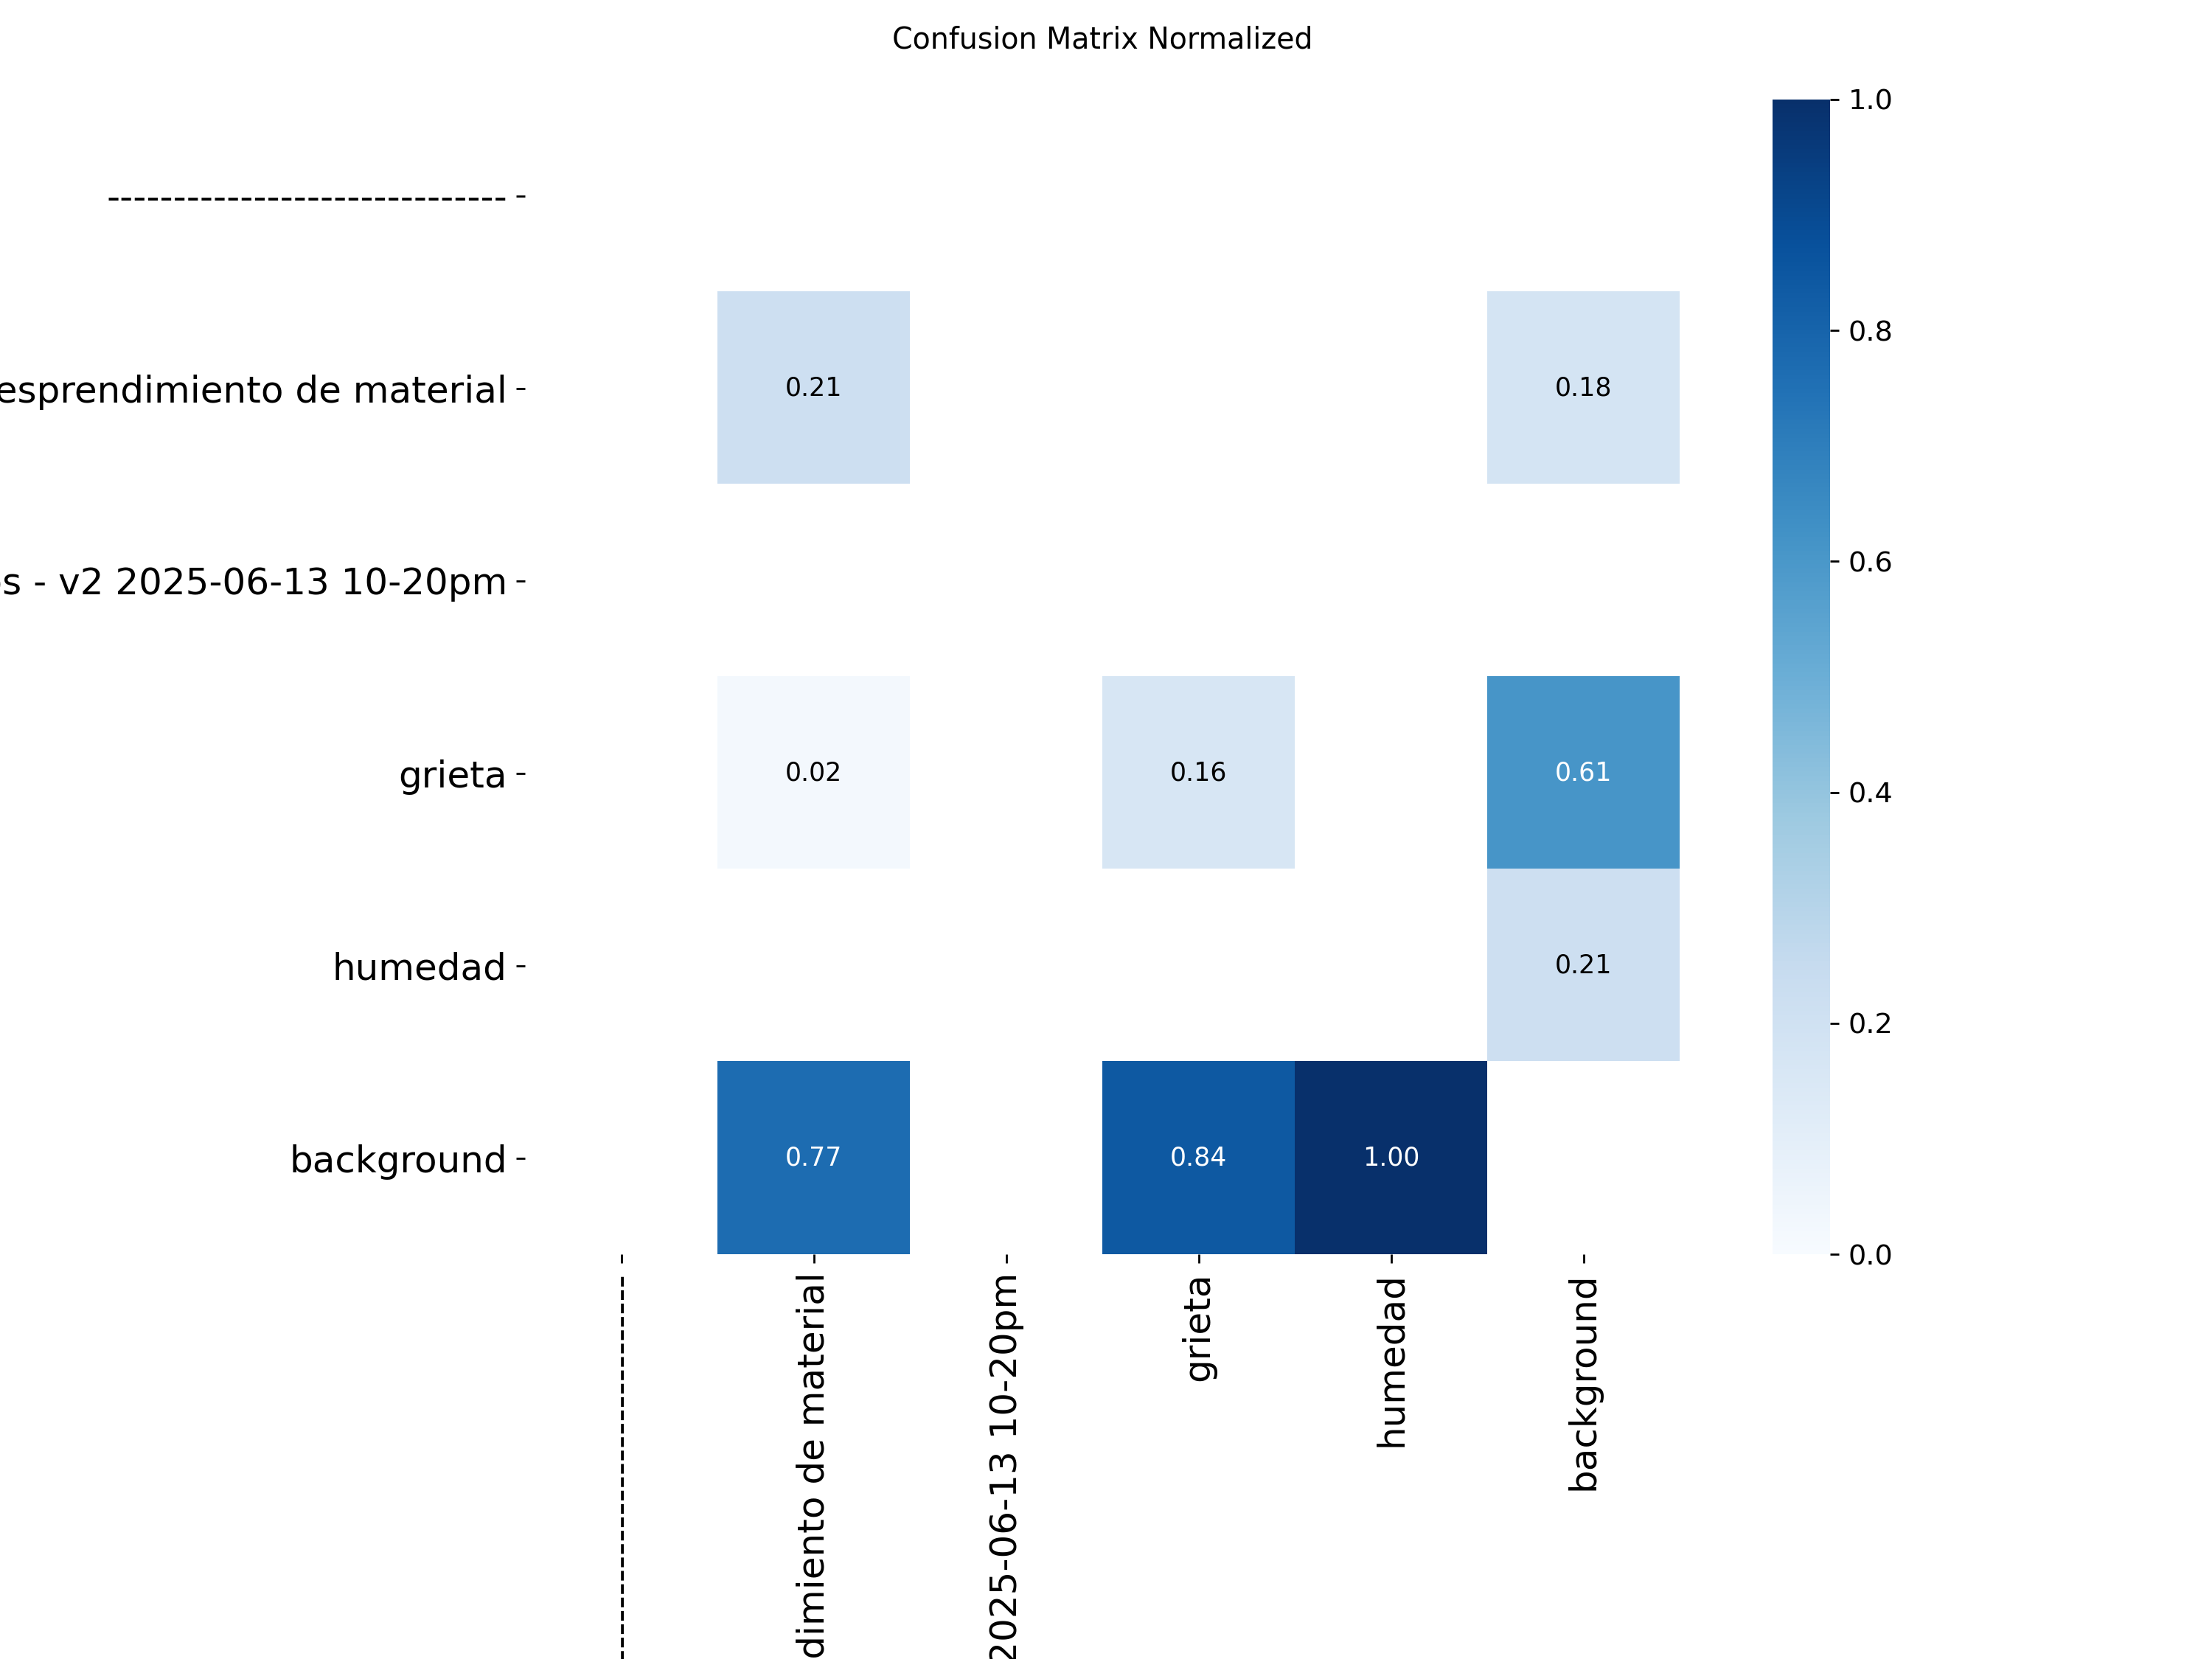 Confusion Matrix Normalized
------------------------------
esprendimiento de material
s - v2 2025-06-13 10-20pm
grieta
humedad
background
0.21
0.18
0.02
0.16
0.61
0.21
0.77
0.84
1.00
1.0
0.8
0.6
0.4
0.2
0.0
dimiento de material
2025-06-13 10-20pm
grieta
humedad
background